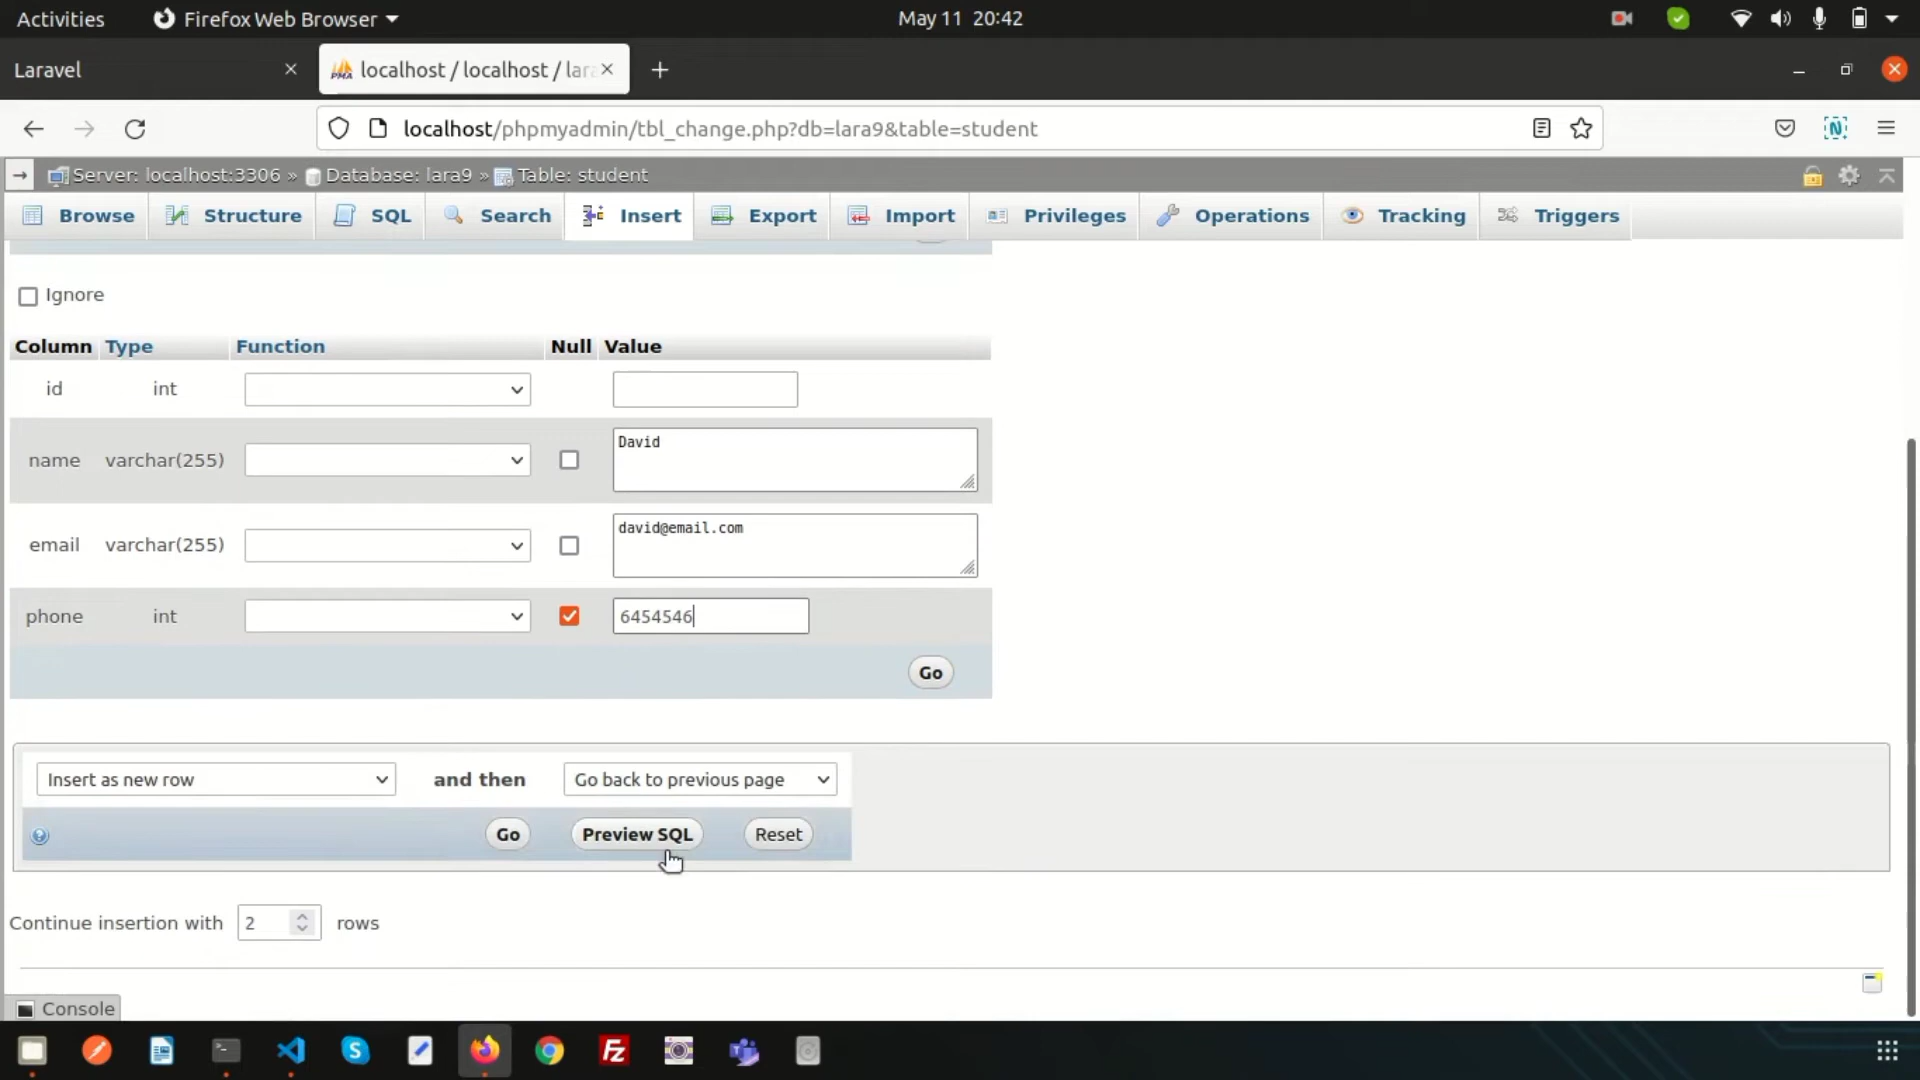 Activities Firefox Web Browser May 11 20:42
Laravel localhost / localhost / lar
localhost/phpmyadmin/tbl_change.php?db=lara9&table=student
Server: localhost:3306 » Database: lara9 » Table: student
Browse Structure SQL Search Insert Export Import Privileges Operations Tracking Triggers
Ignore
Column Type Function Null Value
id int
name varchar(255) David
email varchar(255) david@email.com
phone int 6454546
Go
Insert as new row and then Go back to previous page
Go Preview SQL Reset
Continue insertion with 2 rows
Console